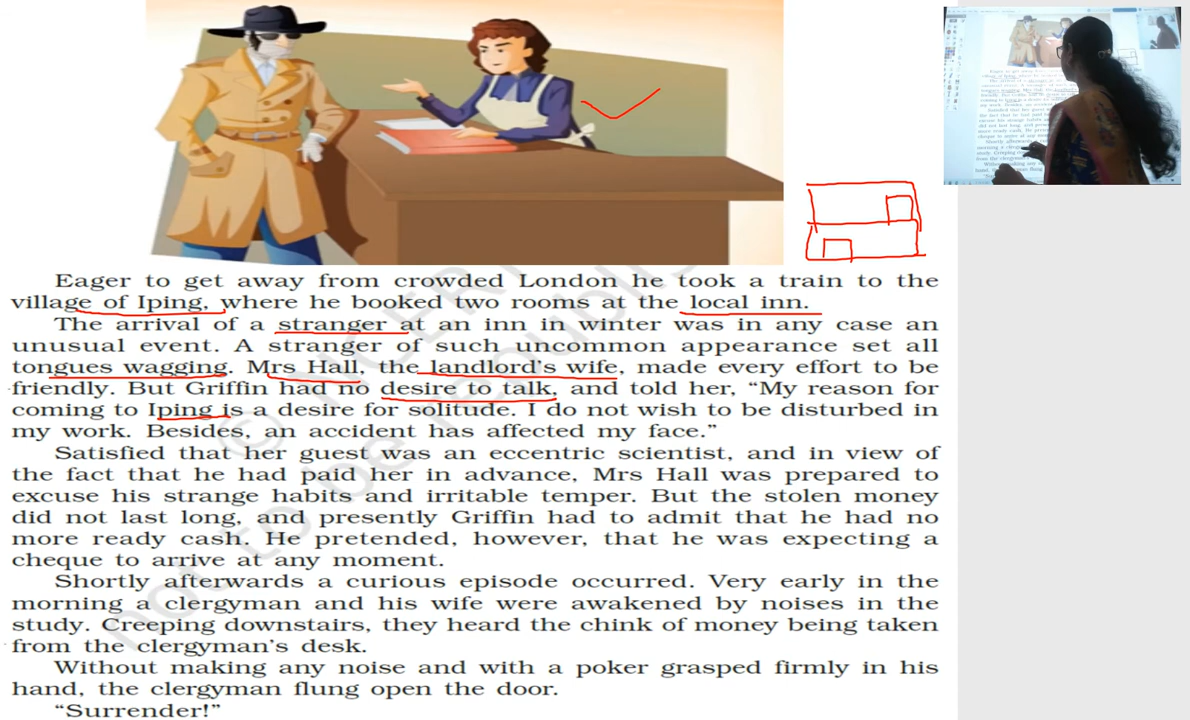 Eager to get away from crowded London he took a train to the
village of Iping, where he booked two rooms at the local inn.
The arrival of a stranger at an inn in winter was in any case an
unusual event. A stranger of such uncommon appearance set all
tongues wagging. Mrs Hall, the landlord's wife, made every effort to be
friendly. But Griffin had no desire to talk, and told her, “My reason for
coming to Iping is a desire for solitude. I do not wish to be disturbed in
my work. Besides, an accident has affected my face.”
Satisfied that her guest was an eccentric scientist, and in view of
the fact that he had paid her in advance, Mrs Hall was prepared to
excuse his strange habits and irritable temper. But the stolen money
did not last long, and presently Griffin had to admit that he had no
more ready cash. He pretended, however, that he was expecting a
cheque to arrive at any moment.
Shortly afterwards a curious episode occurred. Very early in the
morning a clergyman and his wife were awakened by noises in the
study. Creeping downstairs, they heard the chink of money being taken
from the clergyman's desk.
Without making any noise and with a poker grasped firmly in his
hand, the clergyman flung open the door.
“Surrender!”